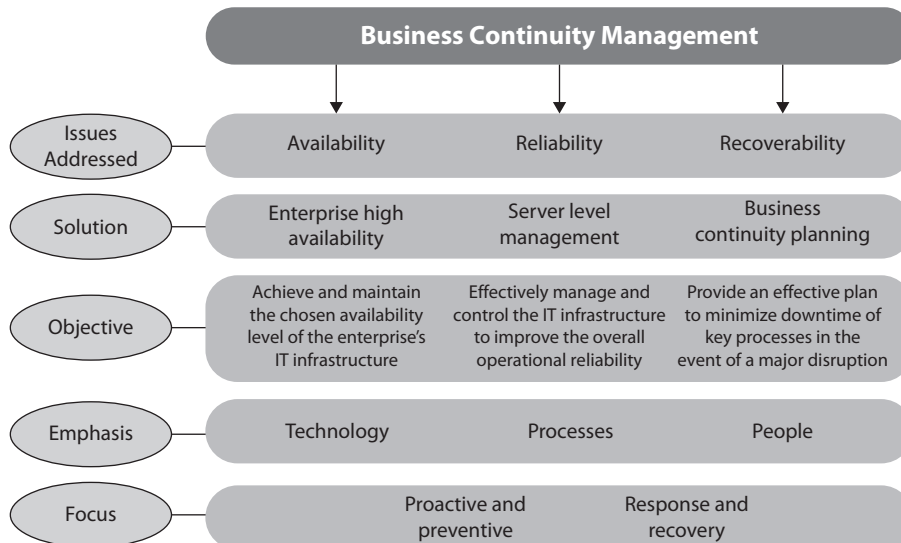 Business Continuity Management
Issues
Addressed
Availability
Reliability
Recoverability
Solution
Enterprise high
availability
Server level
management
Business
continuity planning
Objective
Achieve and maintain
the chosen availability
level of the enterprise's
IT infrastructure
Effectively manage and
control the IT infrastructure
to improve the overall
operational reliability
Provide an effective plan
to minimize downtime of
key processes in the
event of a major disruption
Emphasis
Technology
Processes
People
Focus
Proactive and
preventive
Response and
recovery